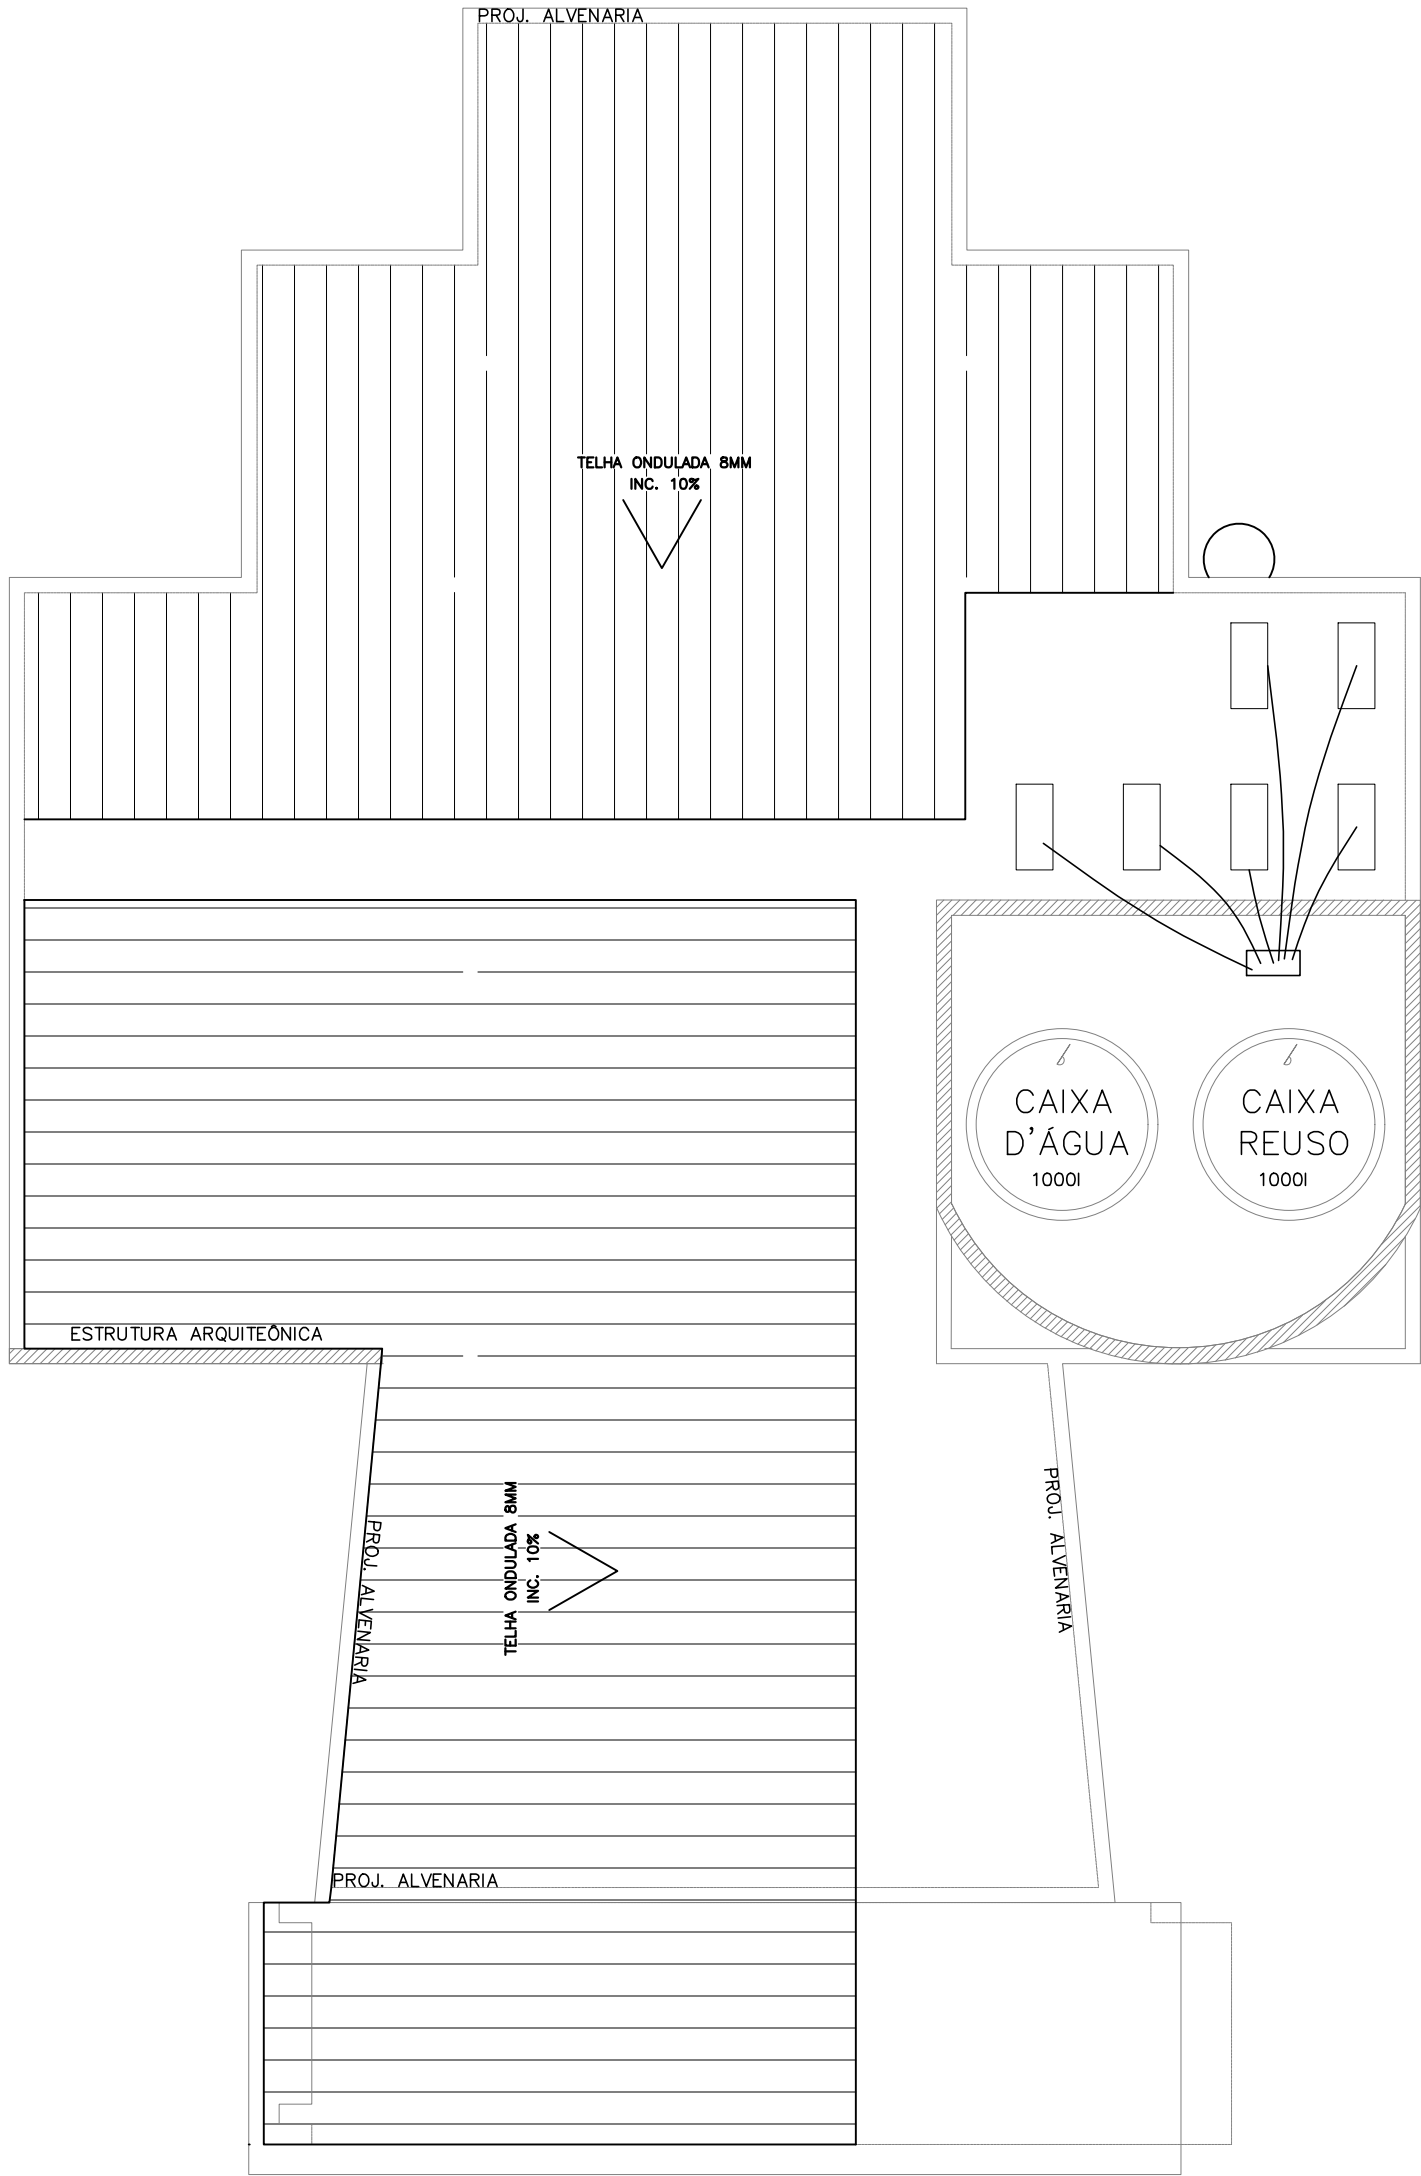 PROJ. ALVENARIA
TELHA ONDULADA 8MM
INC. 10%
CAIXA
D'ÁGUA
1000l
CAIXA
REUSO
1000l
ESTRUTURA ARQUITEÔNICA
PROJ. ALVENARIA
TELHA ONDULADA 8MM
INC. 10%
PROJ. ALVENARIA
PROJ. ALVENARIA